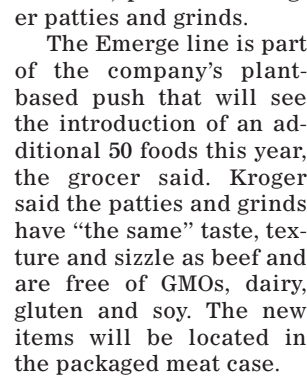 er patties and grinds.
The Emerge line is part
of the company's plant-
based push that will see
the introduction of an ad-
ditional 50 foods this year,
the grocer said. Kroger
said the patties and grinds
have “the same” taste, tex-
ture and sizzle as beef and
are free of GMOs, dairy,
gluten and soy. The new
items will be located in
the packaged meat case.